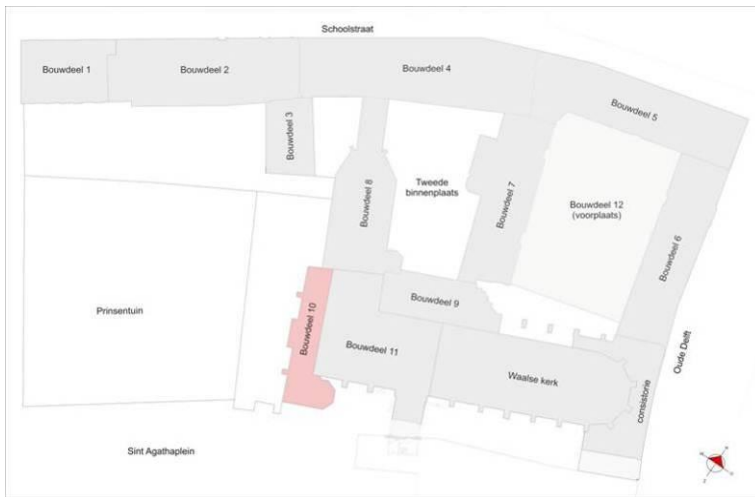 Schoolstraat
Bouwdeel 1
Bouwdeel 2
Bouwdeel 4
Bouwdeel 5
Bouwdeel 3
Bouwdeel 8
Tweede
binnenplaats
Bouwdeel 7
Bouwdeel 12
(voorplaats)
Bouwdeel 6
Bouwdeel 9
Prinsentuin
Bouwdeel 10
Bouwdeel 11
Waalse kerk
consistorie
Oude Delft
Sint Agathaplein